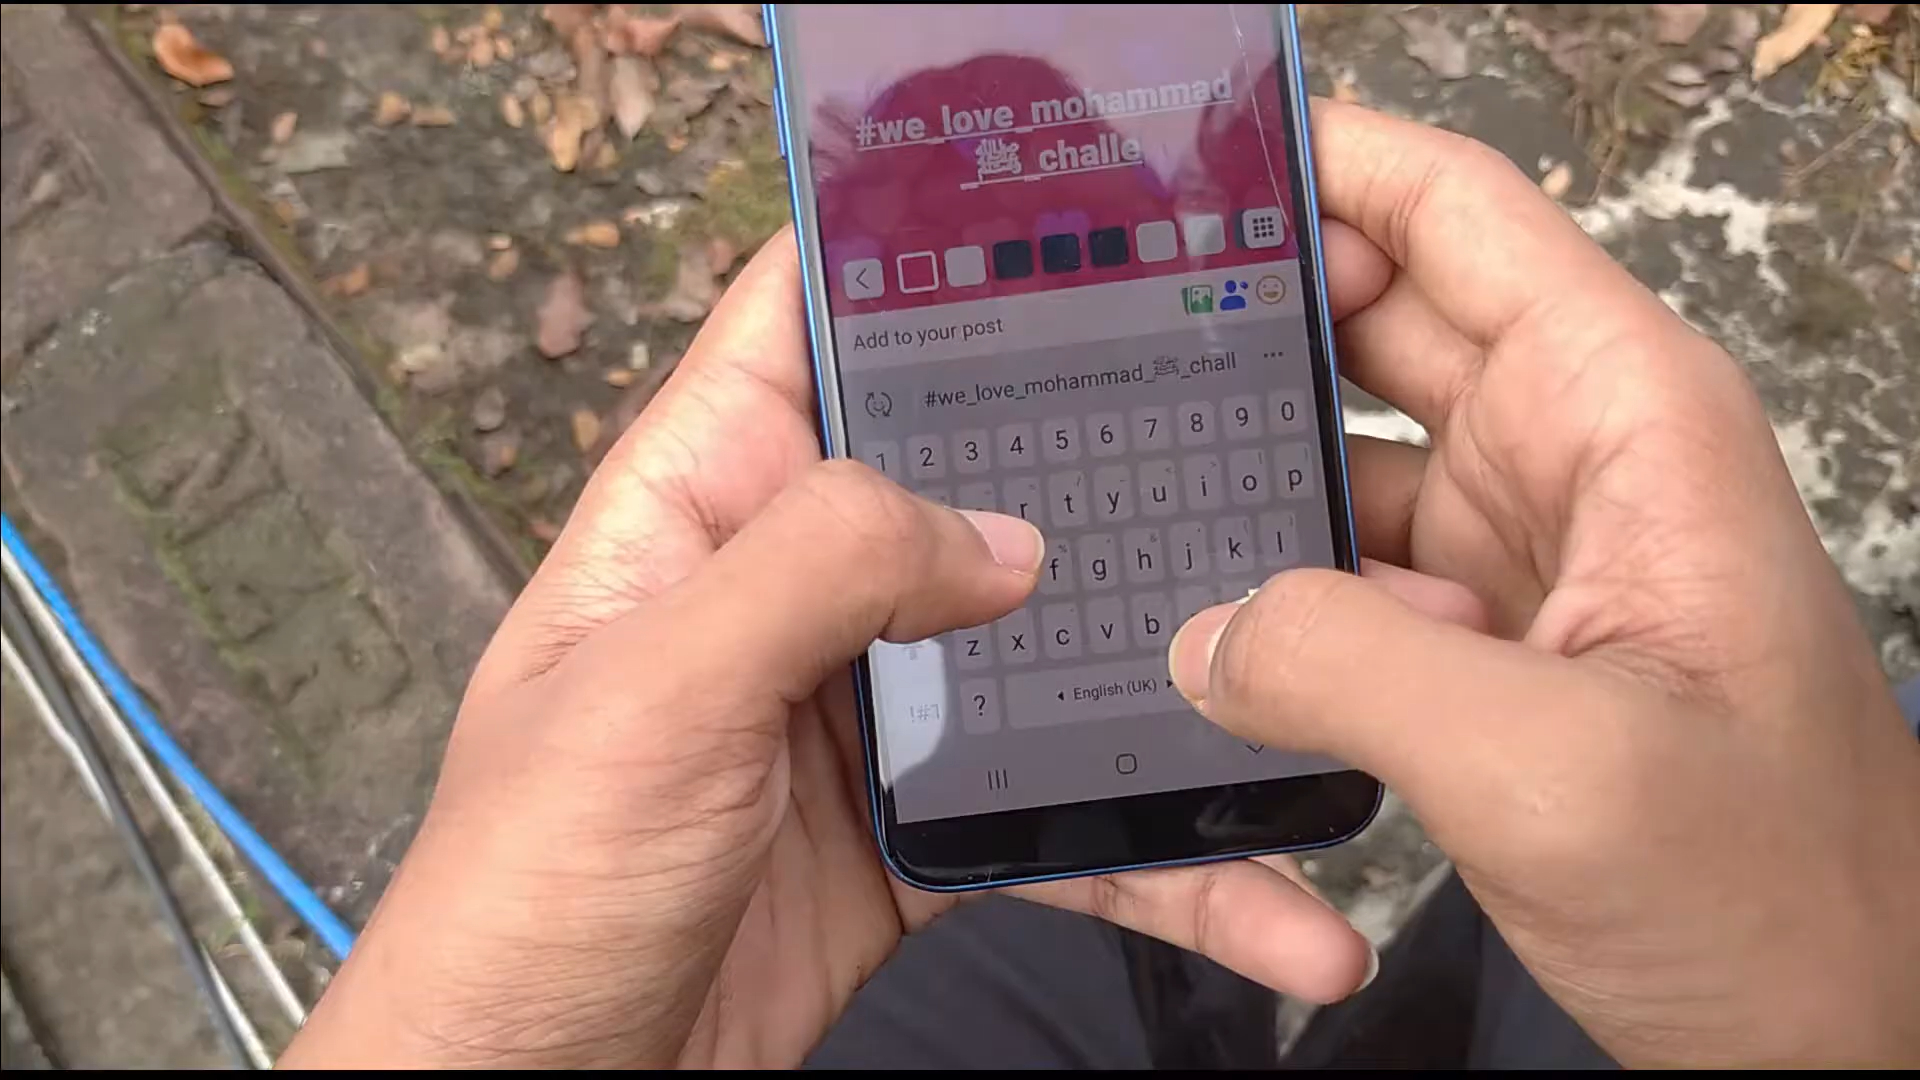 #we_love_mohammad
_ﷺ_challe
Add to your post
#we_love_mohammad_ﷺ_chall
1 2 3 4 5 6 7 8 9 0
r t y u i o p
f g h j k l
z x c v b
!#1 ? English (UK)